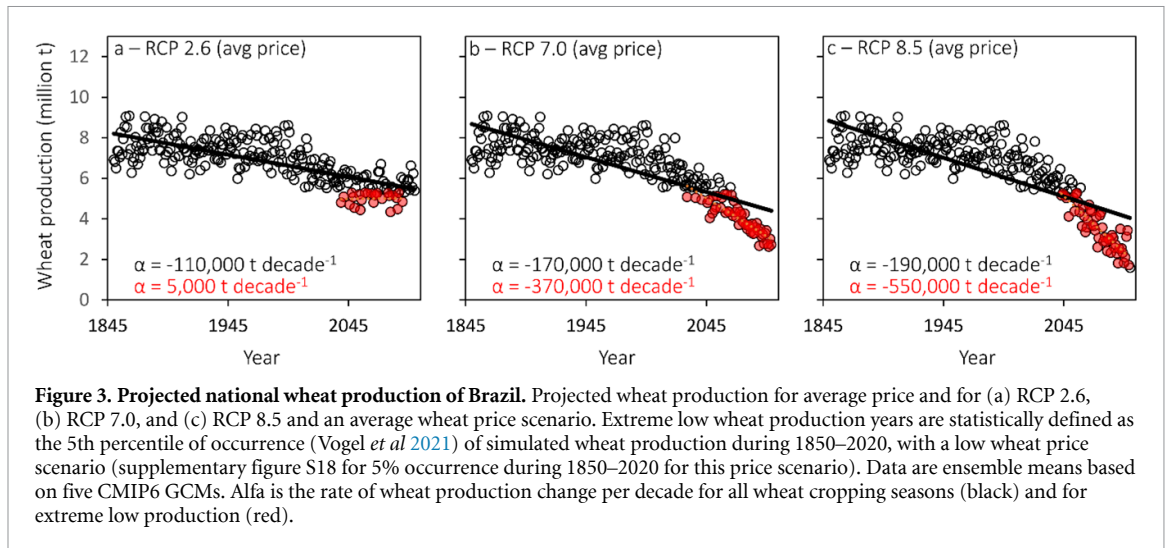 Wheat production (million t)
12
10
8
6
4
2
0
a – RCP 2.6 (avg price)
α = -110,000 t decade⁻¹
α = 5,000 t decade⁻¹
1845 1945 2045
Year
b – RCP 7.0 (avg price)
α = -170,000 t decade⁻¹
α = -370,000 t decade⁻¹
1845 1945 2045
Year
c – RCP 8.5 (avg price)
α = -190,000 t decade⁻¹
α = -550,000 t decade⁻¹
1845 1945 2045
Year
Figure 3. Projected national wheat production of Brazil. Projected wheat production for average price and for (a) RCP 2.6,
(b) RCP 7.0, and (c) RCP 8.5 and an average wheat price scenario. Extreme low wheat production years are statistically defined as
the 5th percentile of occurrence (Vogel et al 2021) of simulated wheat production during 1850–2020, with a low wheat price
scenario (supplementary figure S18 for 5% occurrence during 1850–2020 for this price scenario). Data are ensemble means based
on five CMIP6 GCMs. Alfa is the rate of wheat production change per decade for all wheat cropping seasons (black) and for
extreme low production (red).